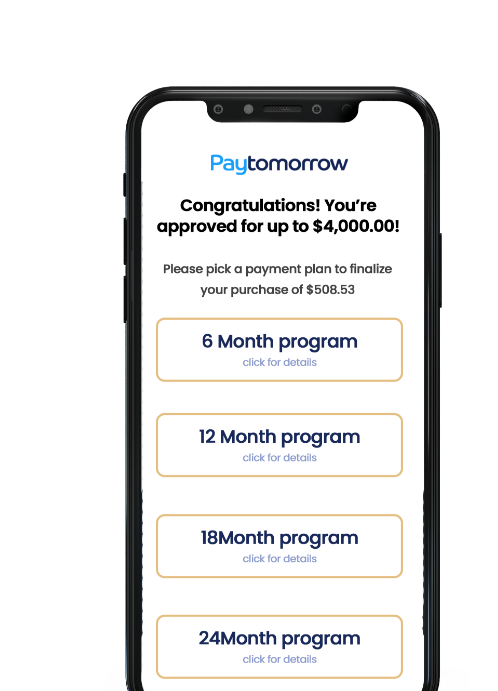 Paytomorrow
Congratulations! You’re
approved for up to $4,000.00!
Please pick a payment plan to finalize
your purchase of $508.53
6 Month program
click for details
12 Month program
click for details
18Month program
click for details
24Month program
click for details